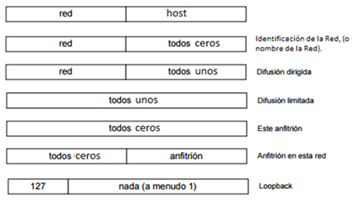 red host
Identificación de la Red, (o
red todos ceros nombre de la Red).
red todos unos Difusión dirigida
todos unos Difusión limitada
todos ceros Este anfitrión
todos ceros anfitrión Anfitrión en esta red
127 nada (a menudo 1) Loopback